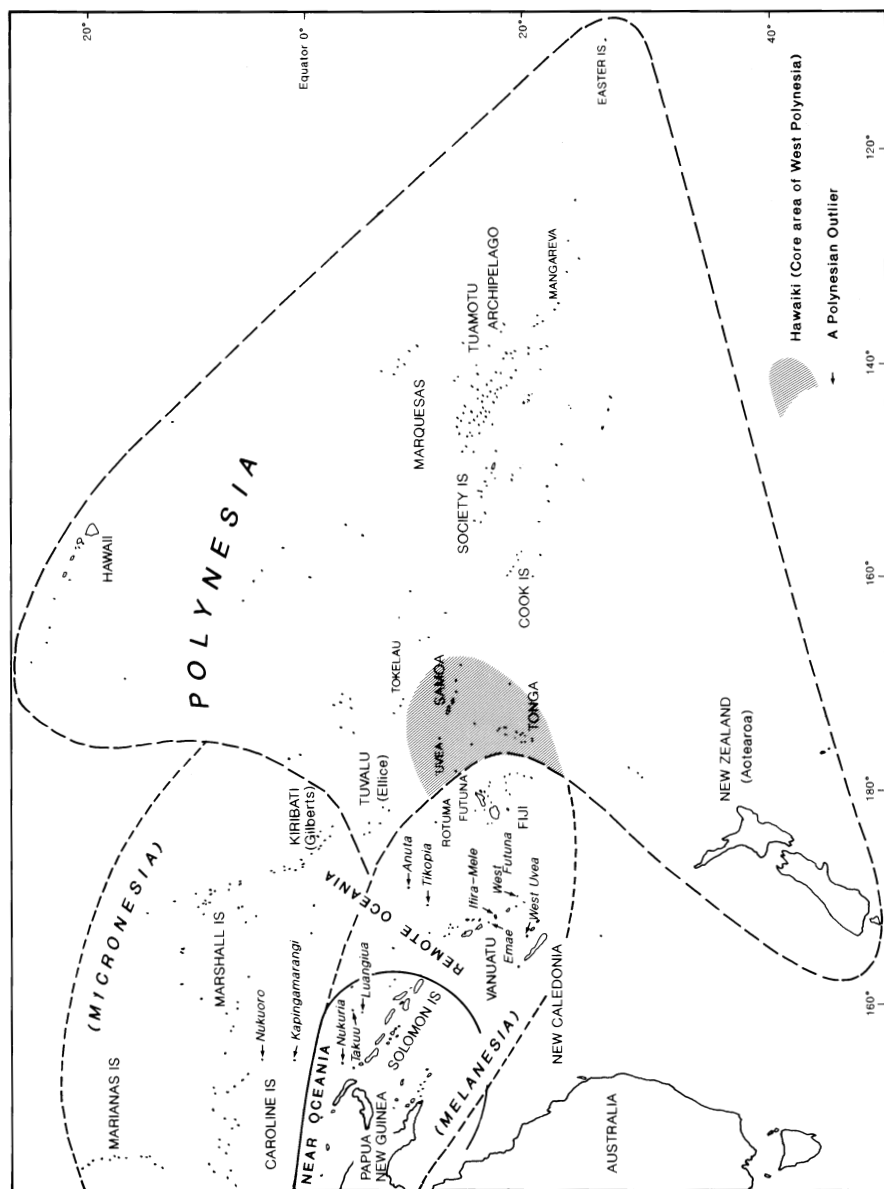 20°
Equator 0°
20°
40°
120°
140°
160°
180°
160°
POLYNESIA
(MICRONESIA)
(MELANESIA)
REMOTE OCEANIA
NEAR OCEANIA
HAWAII
EASTER IS.
MARQUESAS
TUAMOTU
ARCHIPELAGO
MANGAREVA
SOCIETY IS
COOK IS
TOKELAU
SAMOA
'UVEA
TONGA
FUTUNA
ROTUMA
FIJI
TUVALU
(Ellice)
KIRIBATI
(Gilberts)
MARSHALL IS
MARIANAS IS
CAROLINE IS
Nukuoro
Kapingamarangi
Nukuria
Takuu
Luangiua
Anuta
Tikopia
Ifira-Mele
West
Futuna
Emae
West Uvea
VANUATU
NEW CALEDONIA
SOLOMON IS
PAPUA
NEW GUINEA
AUSTRALIA
NEW ZEALAND
(Aotearoa)
Hawaiki (Core area of West Polynesia)
A Polynesian Outlier